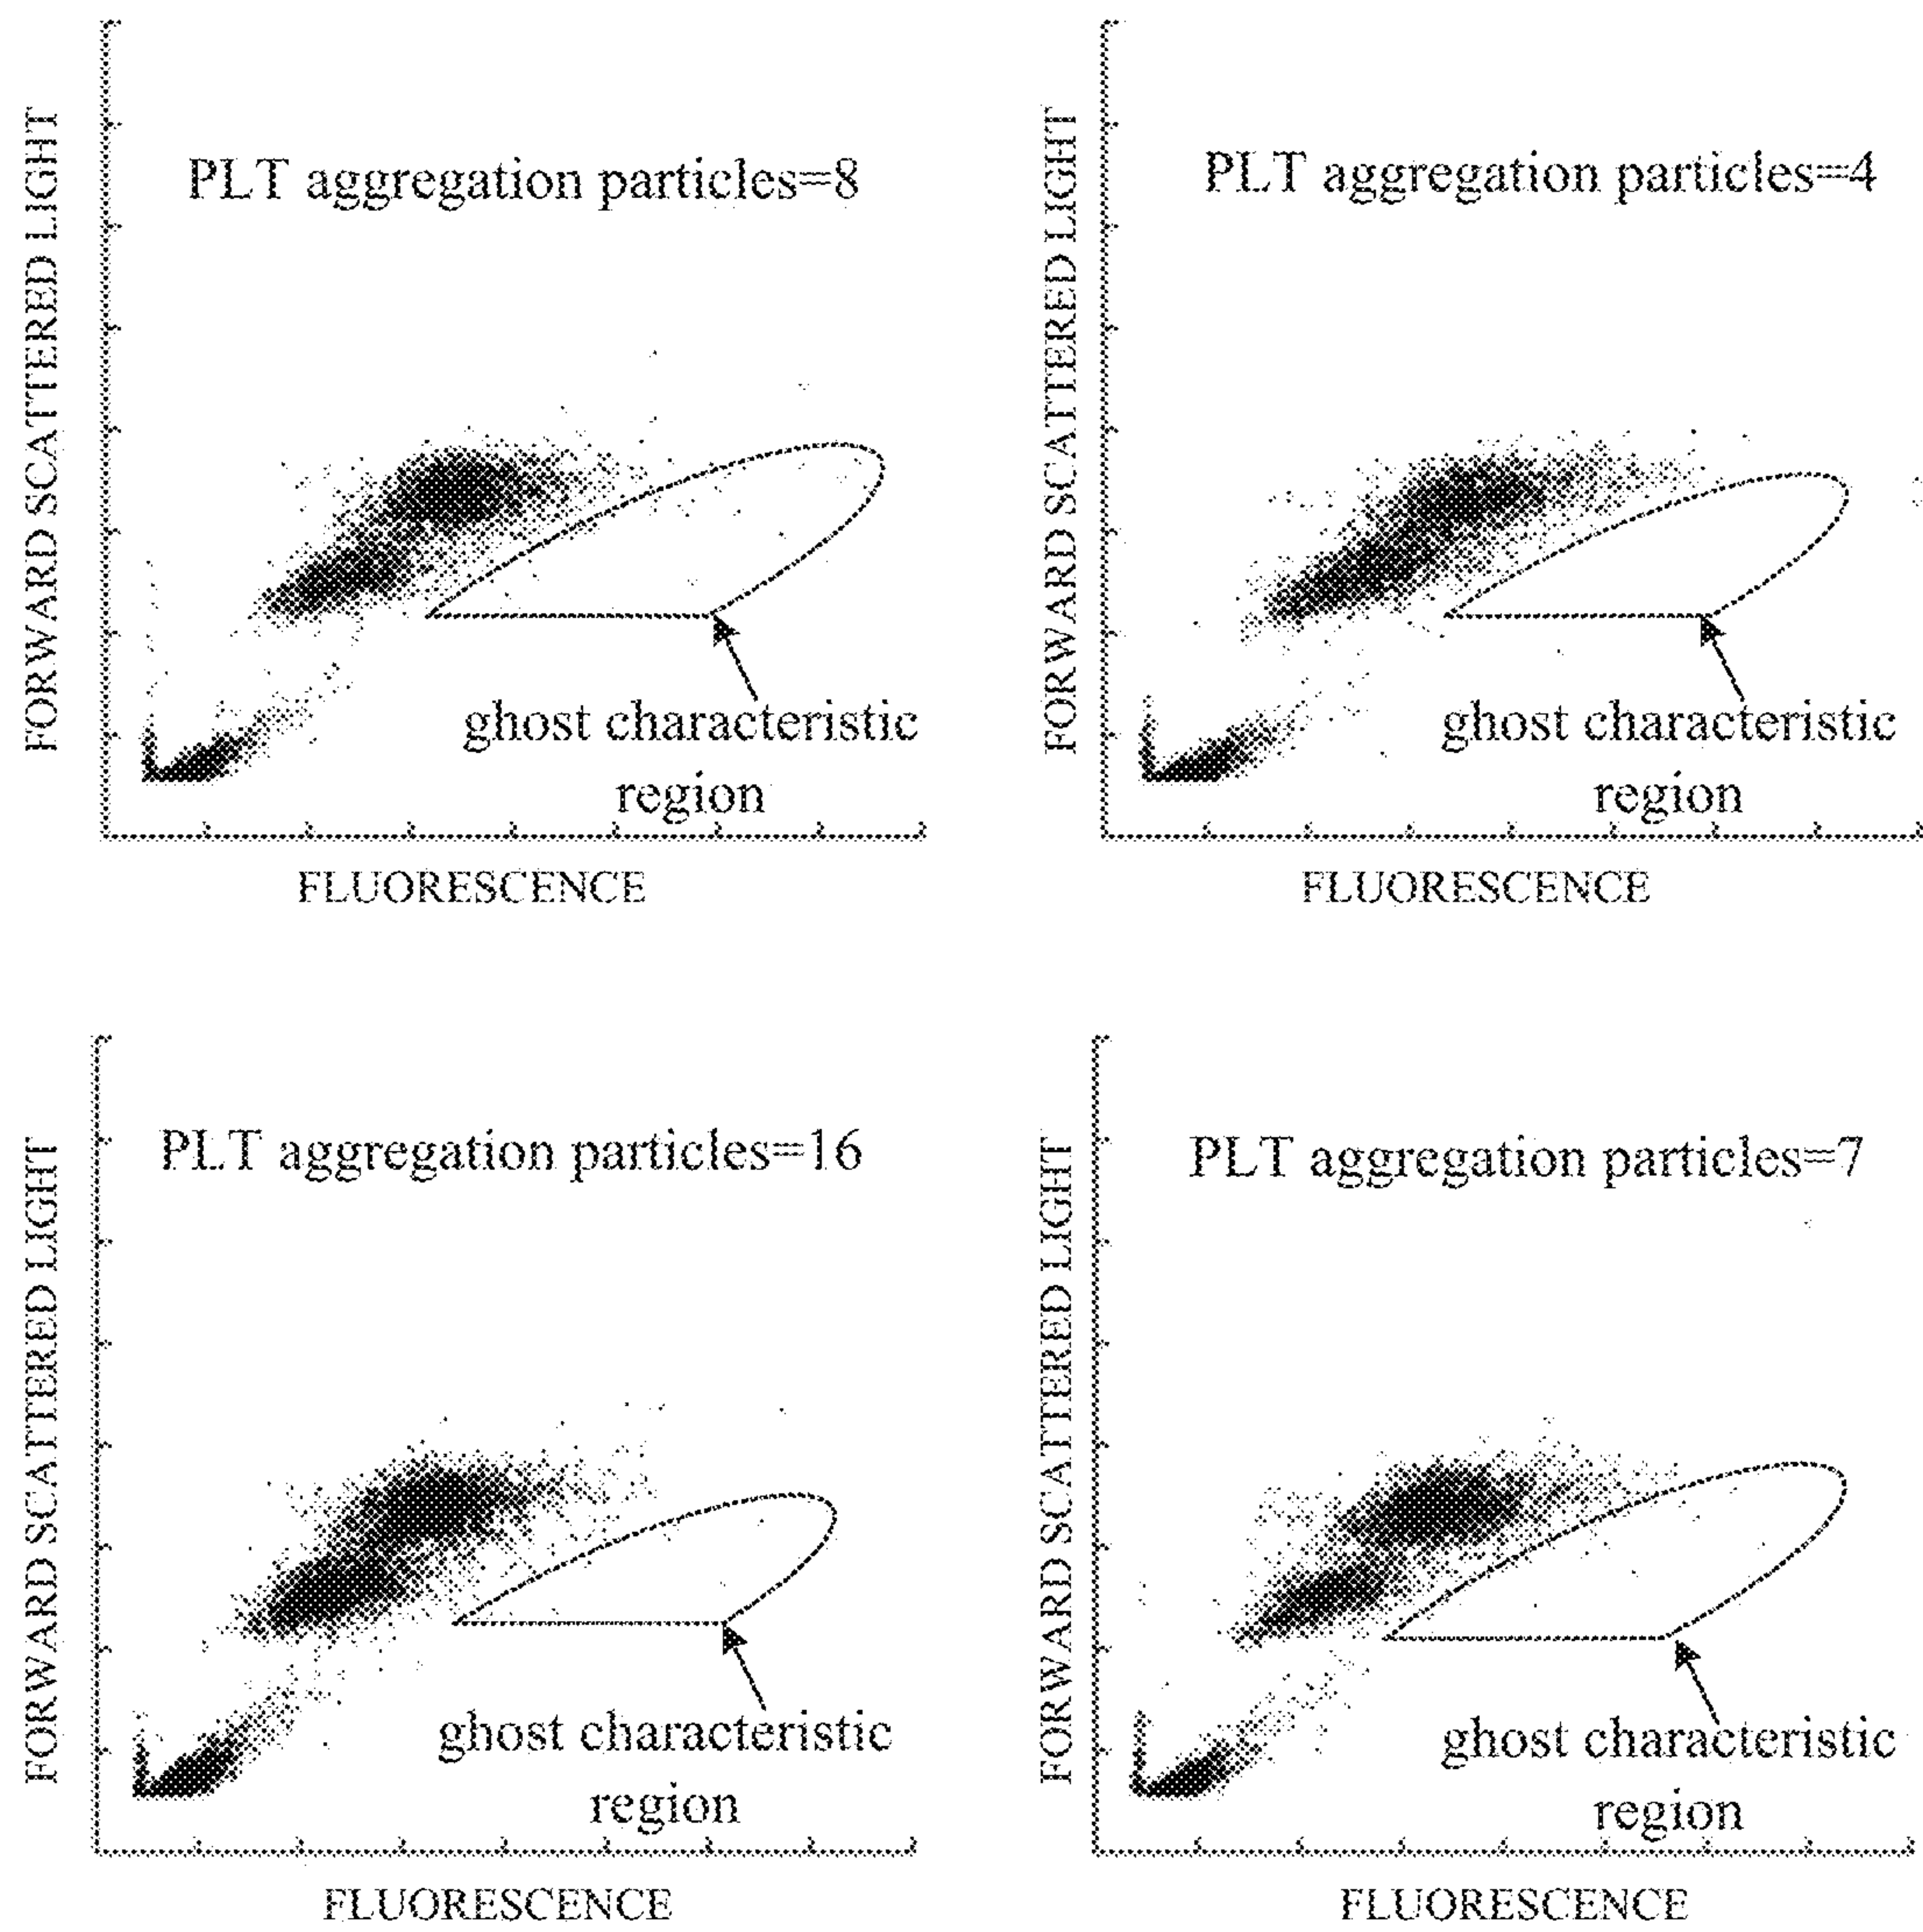 FORWARD SCATTERED LIGHT
PLT aggregation particles=8
ghost characteristic
region
FLUORESCENCE
FORWARD SCATTERED LIGHT
PLT aggregation particles=4
ghost characteristic
region
FLUORESCENCE
FORWARD SCATTERED LIGHT
PLT aggregation particles=16
ghost characteristic
region
FLUORESCENCE
FORWARD SCATTERED LIGHT
PLT aggregation particles=7
ghost characteristic
region
FLUORESCENCE